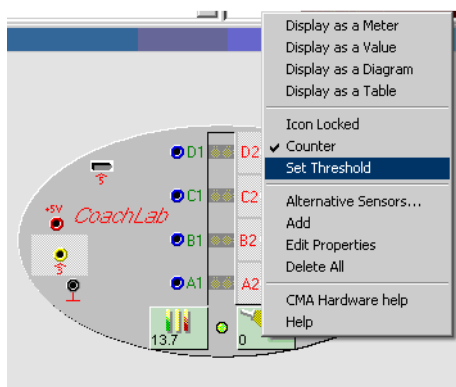 Display as a Meter
Display as a Value
Display as a Diagram
Display as a Table
Icon Locked
Counter
Set Threshold
Alternative Sensors...
Add
Edit Properties
Delete All
CMA Hardware help
Help
D1 D2
C1 C2
+5V
CoachLab
B1 B2
A1 A2
13.7
0